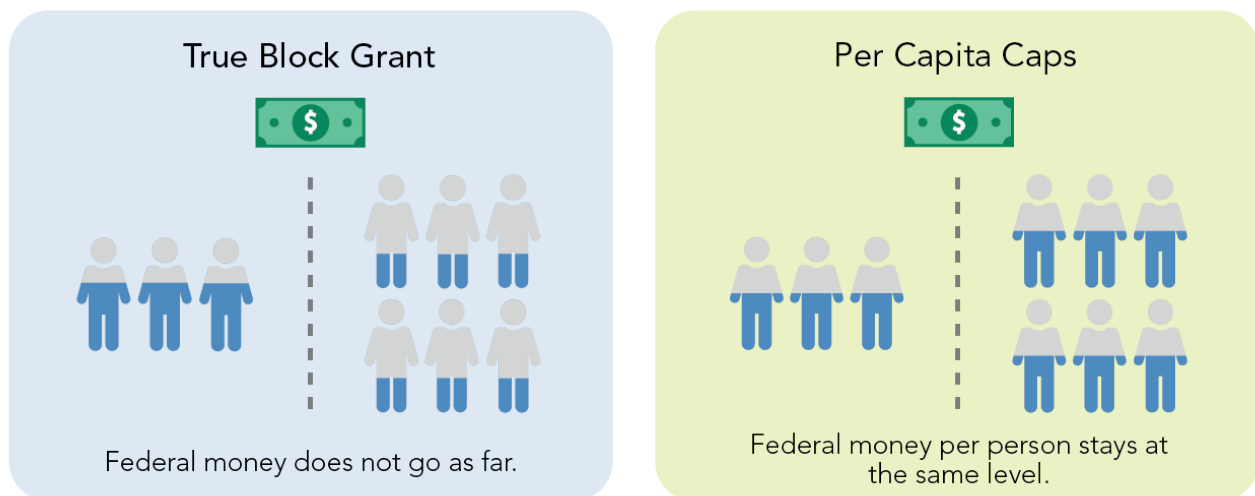 True Block Grant
$
Federal money does not go as far.
Per Capita Caps
$
Federal money per person stays at
the same level.